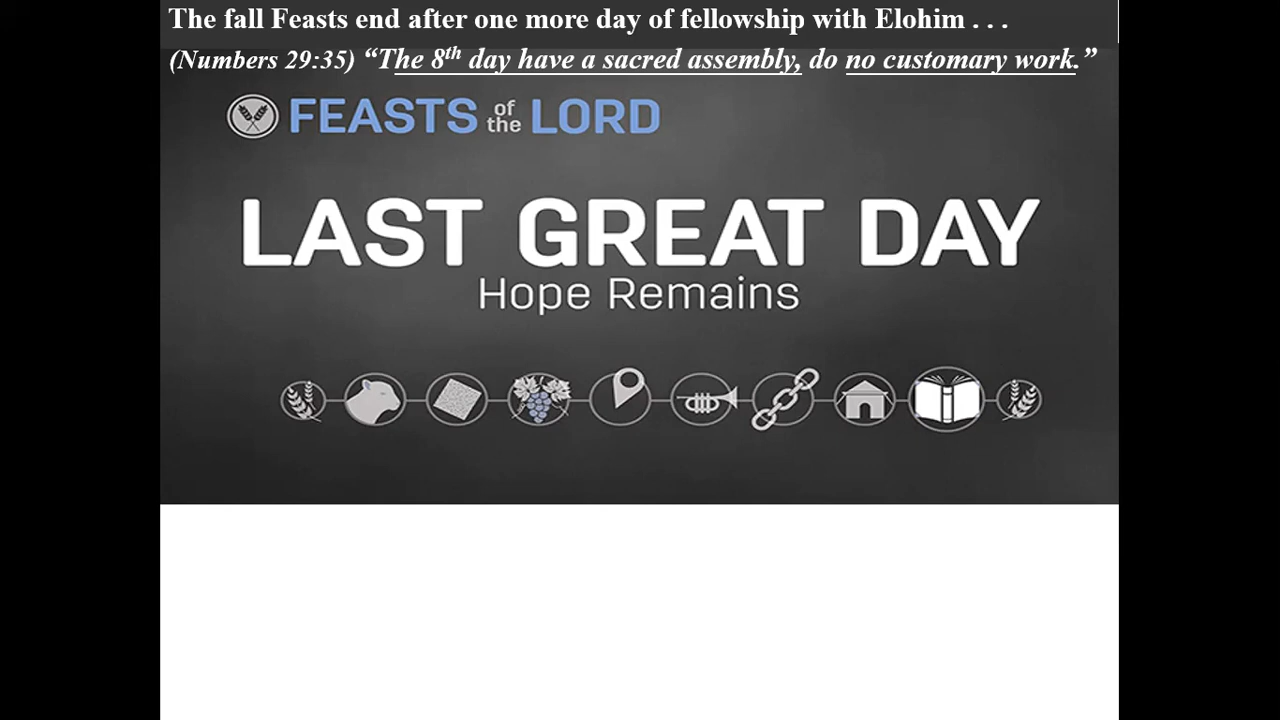 The fall Feasts end after one more day of fellowship with Elohim . . .
(Numbers 29:35) “The 8th day have a sacred assembly, do no customary work.”
FEASTS of the LORD
LAST GREAT DAY
Hope Remains